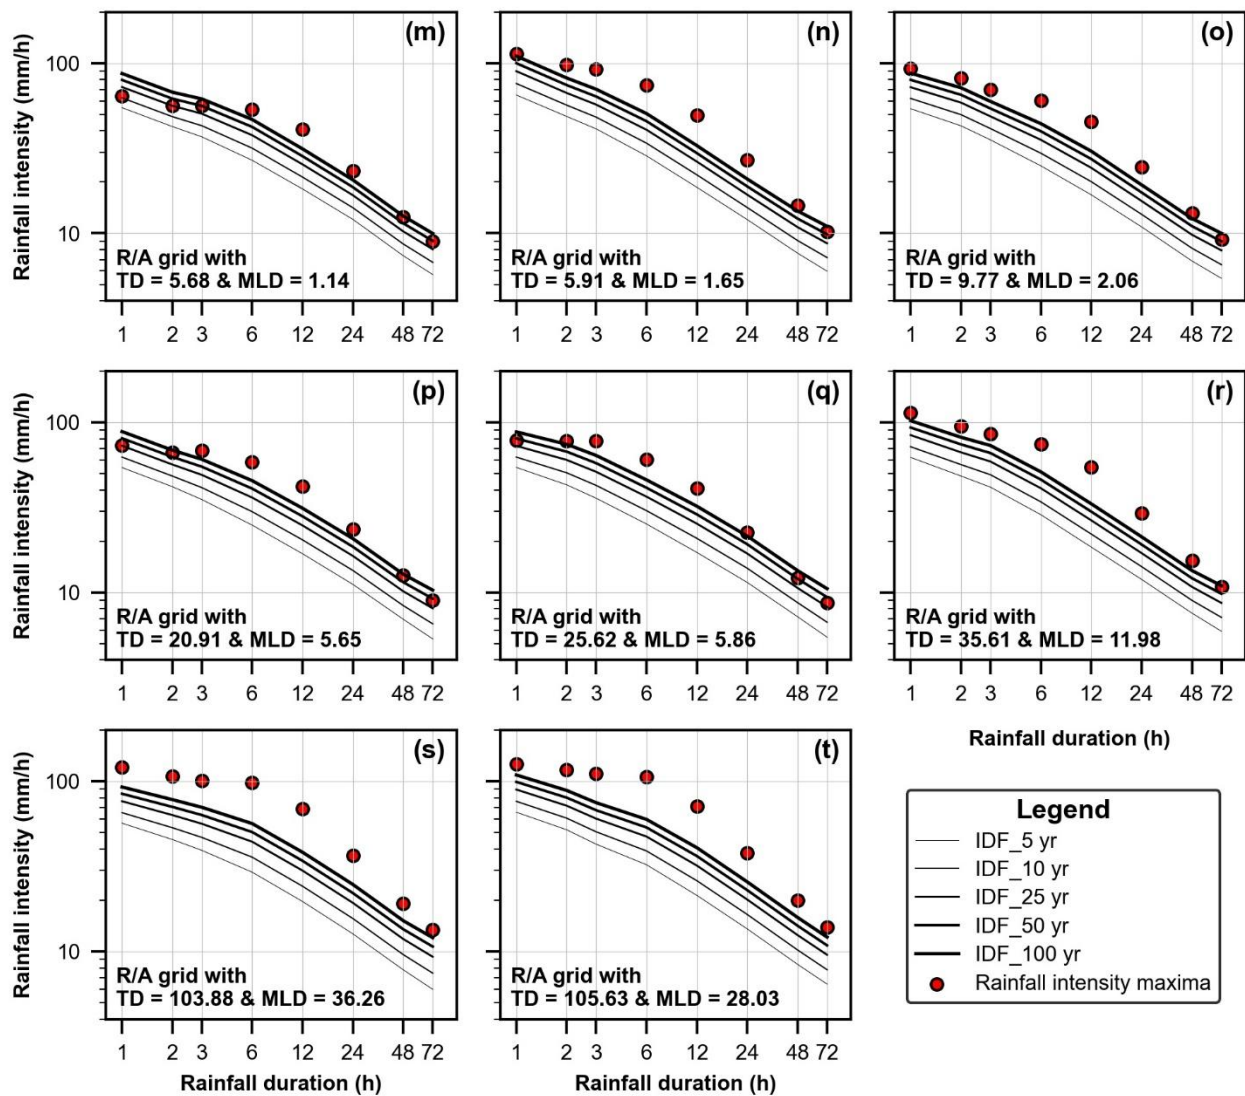 (m)
Rainfall intensity (mm/h)
100
10
R/A grid with
TD = 5.68 & MLD = 1.14
1 2 3 6 12 24 48 72
(n)
R/A grid with
TD = 5.91 & MLD = 1.65
1 2 3 6 12 24 48 72
(o)
R/A grid with
TD = 9.77 & MLD = 2.06
1 2 3 6 12 24 48 72
(p)
Rainfall intensity (mm/h)
100
10
R/A grid with
TD = 20.91 & MLD = 5.65
1 2 3 6 12 24 48 72
(q)
R/A grid with
TD = 25.62 & MLD = 5.86
1 2 3 6 12 24 48 72
(r)
R/A grid with
TD = 35.61 & MLD = 11.98
1 2 3 6 12 24 48 72
Rainfall duration (h)
(s)
Rainfall intensity (mm/h)
100
10
R/A grid with
TD = 103.88 & MLD = 36.26
1 2 3 6 12 24 48 72
Rainfall duration (h)
(t)
R/A grid with
TD = 105.63 & MLD = 28.03
1 2 3 6 12 24 48 72
Rainfall duration (h)
Legend
IDF_5 yr
IDF_10 yr
IDF_25 yr
IDF_50 yr
IDF_100 yr
Rainfall intensity maxima